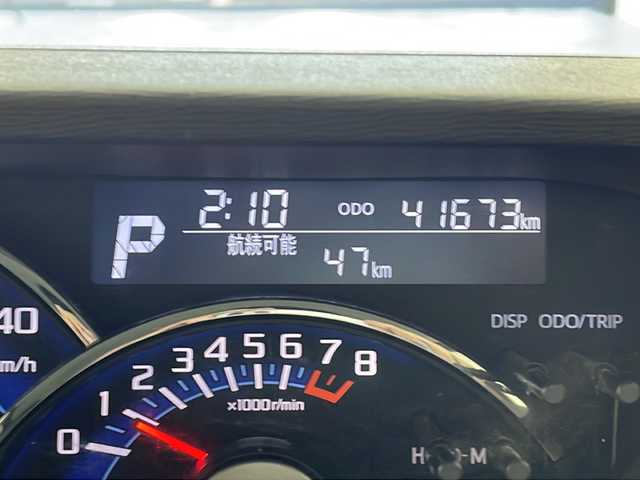 2:10 ODO 41673km
P
航続可能 47km
40
m/h
DISP ODO/TRIP
0 1 2 3 4 5 6 7 8
×1000r/min